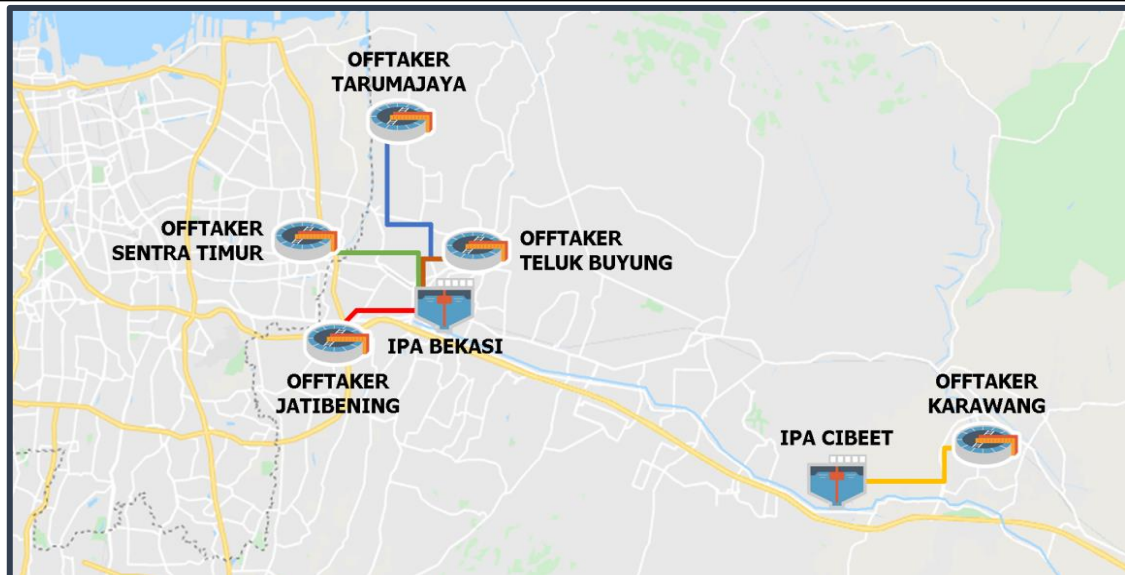 OFFTAKER
TARUMAJAYA
OFFTAKER
SENTRA TIMUR
OFFTAKER
TELUK BUYUNG
IPA BEKASI
OFFTAKER
JATIBENING
OFFTAKER
KARAWANG
IPA CIBEET